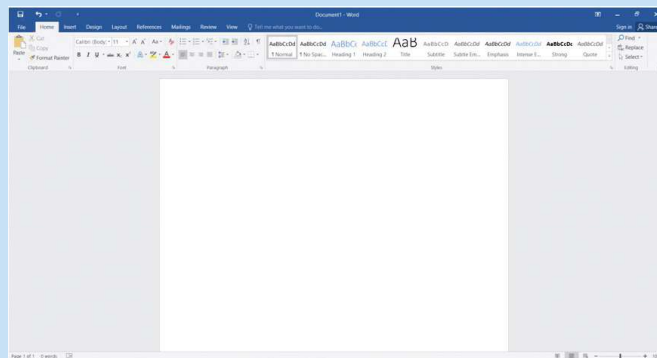 Document1 - Word
File Home Insert Design Layout References Mailings Review View Tell me what you want to do...
Sign in Share
Paste
Cut
Copy
Format Painter
Calibri (Body) 11
B I U abc x₂ x²
AaBbCcDd AaBbCcDd AaBbCc AaBbCcC AaB AaBbCcD AaBbCcDd AaBbCcDd AaBbCcDd AaBbCcDc AaBbCcDd
¶ Normal ¶ No Spac... Heading 1 Heading 2 Title Subtitle Subtle Em... Emphasis Intense E... Strong Quote
Find
Replace
Select
Clipboard Font Paragraph Styles Editing
Page 1 of 1 0 words